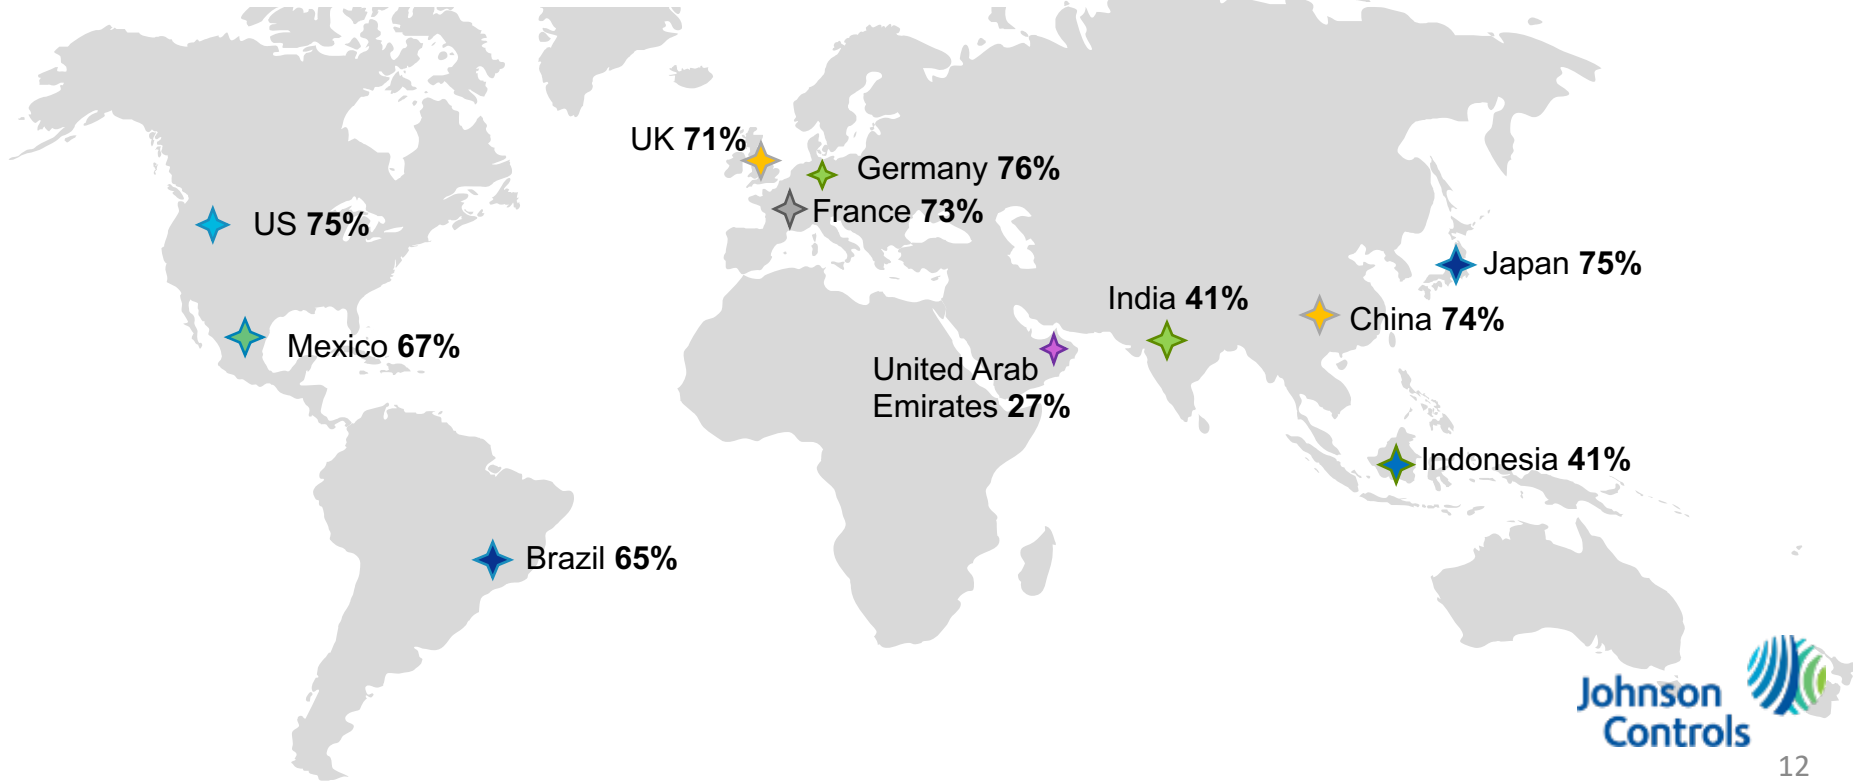 UK 71%
Germany 76%
France 73%
US 75%
Japan 75%
India 41%
China 74%
Mexico 67%
United Arab
Emirates 27%
Indonesia 41%
Brazil 65%
Johnson
Controls
12